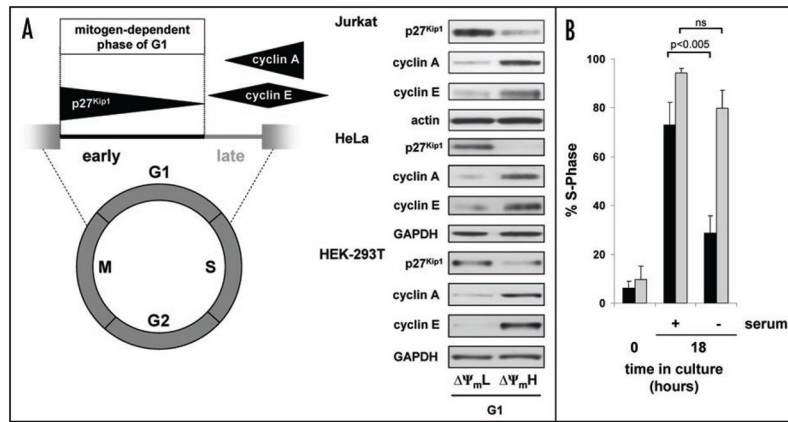 A
mitogen-dependent
phase of G1
cyclin A
p27Kip1
cyclin E
early
late
G1
M
S
G2
Jurkat
p27Kip1
cyclin A
cyclin E
actin
HeLa
p27Kip1
cyclin A
cyclin E
GAPDH
HEK-293T
p27Kip1
cyclin A
cyclin E
GAPDH
ΔΨmL ΔΨmH
G1
B
ns
p<0.005
% S-Phase
100
80
60
40
20
0
+ - serum
0 18
time in culture
(hours)